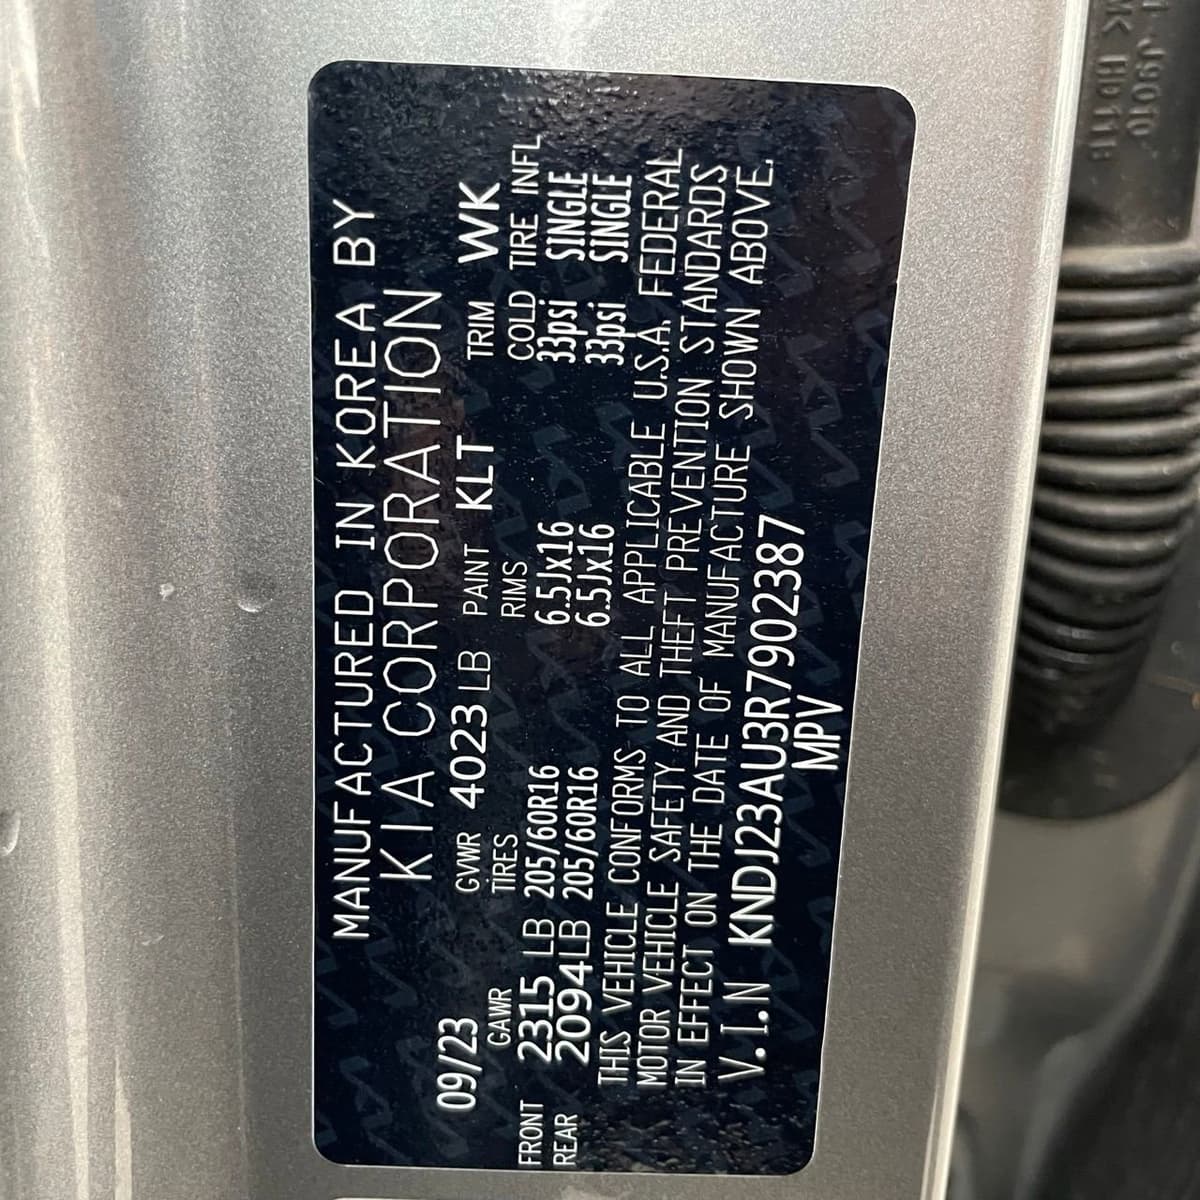 MANUFACTURED IN KOREA BY
KIA CORPORATION
09/23 GVWR 4023 LB PAINT KLT TRIM WK
GAWR TIRES RIMS COLD TIRE INFL
FRONT 2315 LB 205/60R16 6.5Jx16 33psi SINGLE
REAR 2094LB 205/60R16 6.5Jx16 33psi SINGLE
THIS VEHICLE CONFORMS TO ALL APPLICABLE U.S.A. FEDERAL
MOTOR VEHICLE SAFETY AND THEFT PREVENTION STANDARDS
IN EFFECT ON THE DATE OF MANUFACTURE SHOWN ABOVE.
V.I.N KNDJ23AU3R7902387
MPV
J9010
HD11B